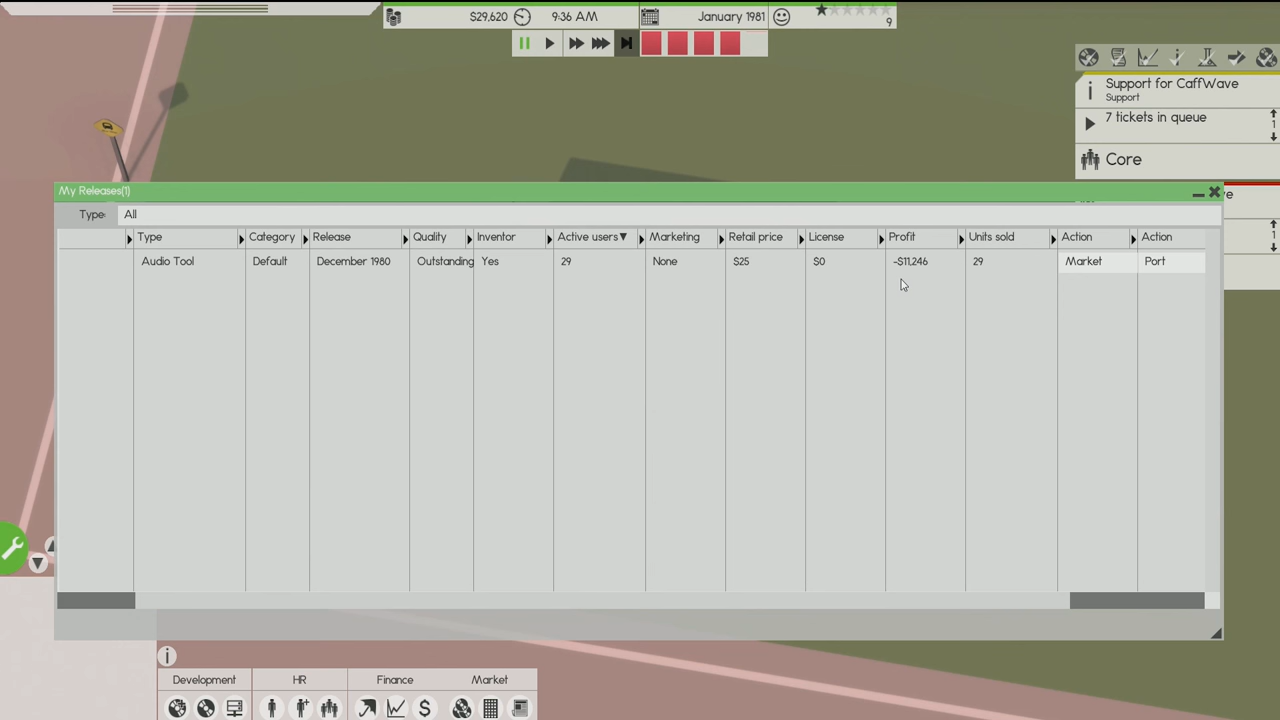 $29,620 9:36 AM January 1981 9
Support for CaffWave
Support
7 tickets in queue 1
Core
My Releases(1)
Type: All
Type Category Release Quality Inventor Active users▼ Marketing Retail price License Profit Units sold Action Action
Audio Tool Default December 1980 Outstanding Yes 29 None $25 $0 -$11,246 29 Market Port
Development HR Finance Market